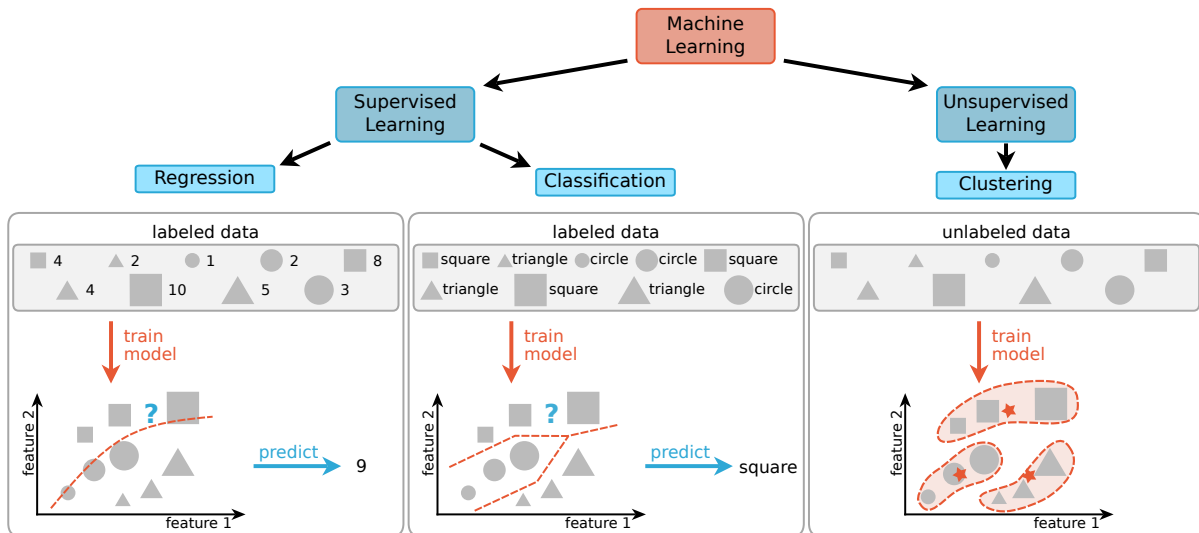 Machine
Learning
Supervised
Learning
Unsupervised
Learning
Regression
Classification
Clustering
labeled data
4 2 1 2 8
4 10 5 3
train
model
feature 2
?
feature 1
predict
9
labeled data
square triangle circle circle square
triangle square triangle circle
train
model
feature 2
?
feature 1
predict
square
unlabeled data
train
model
feature 2
feature 1